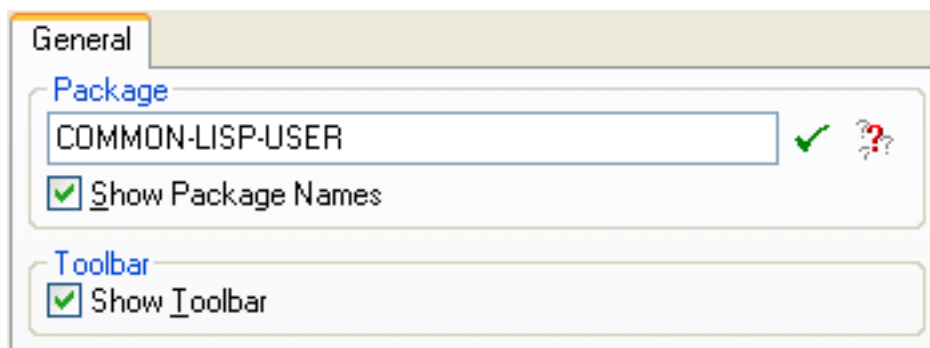 General
Package
COMMON-LISP-USER
Show Package Names
Toolbar
Show Toolbar